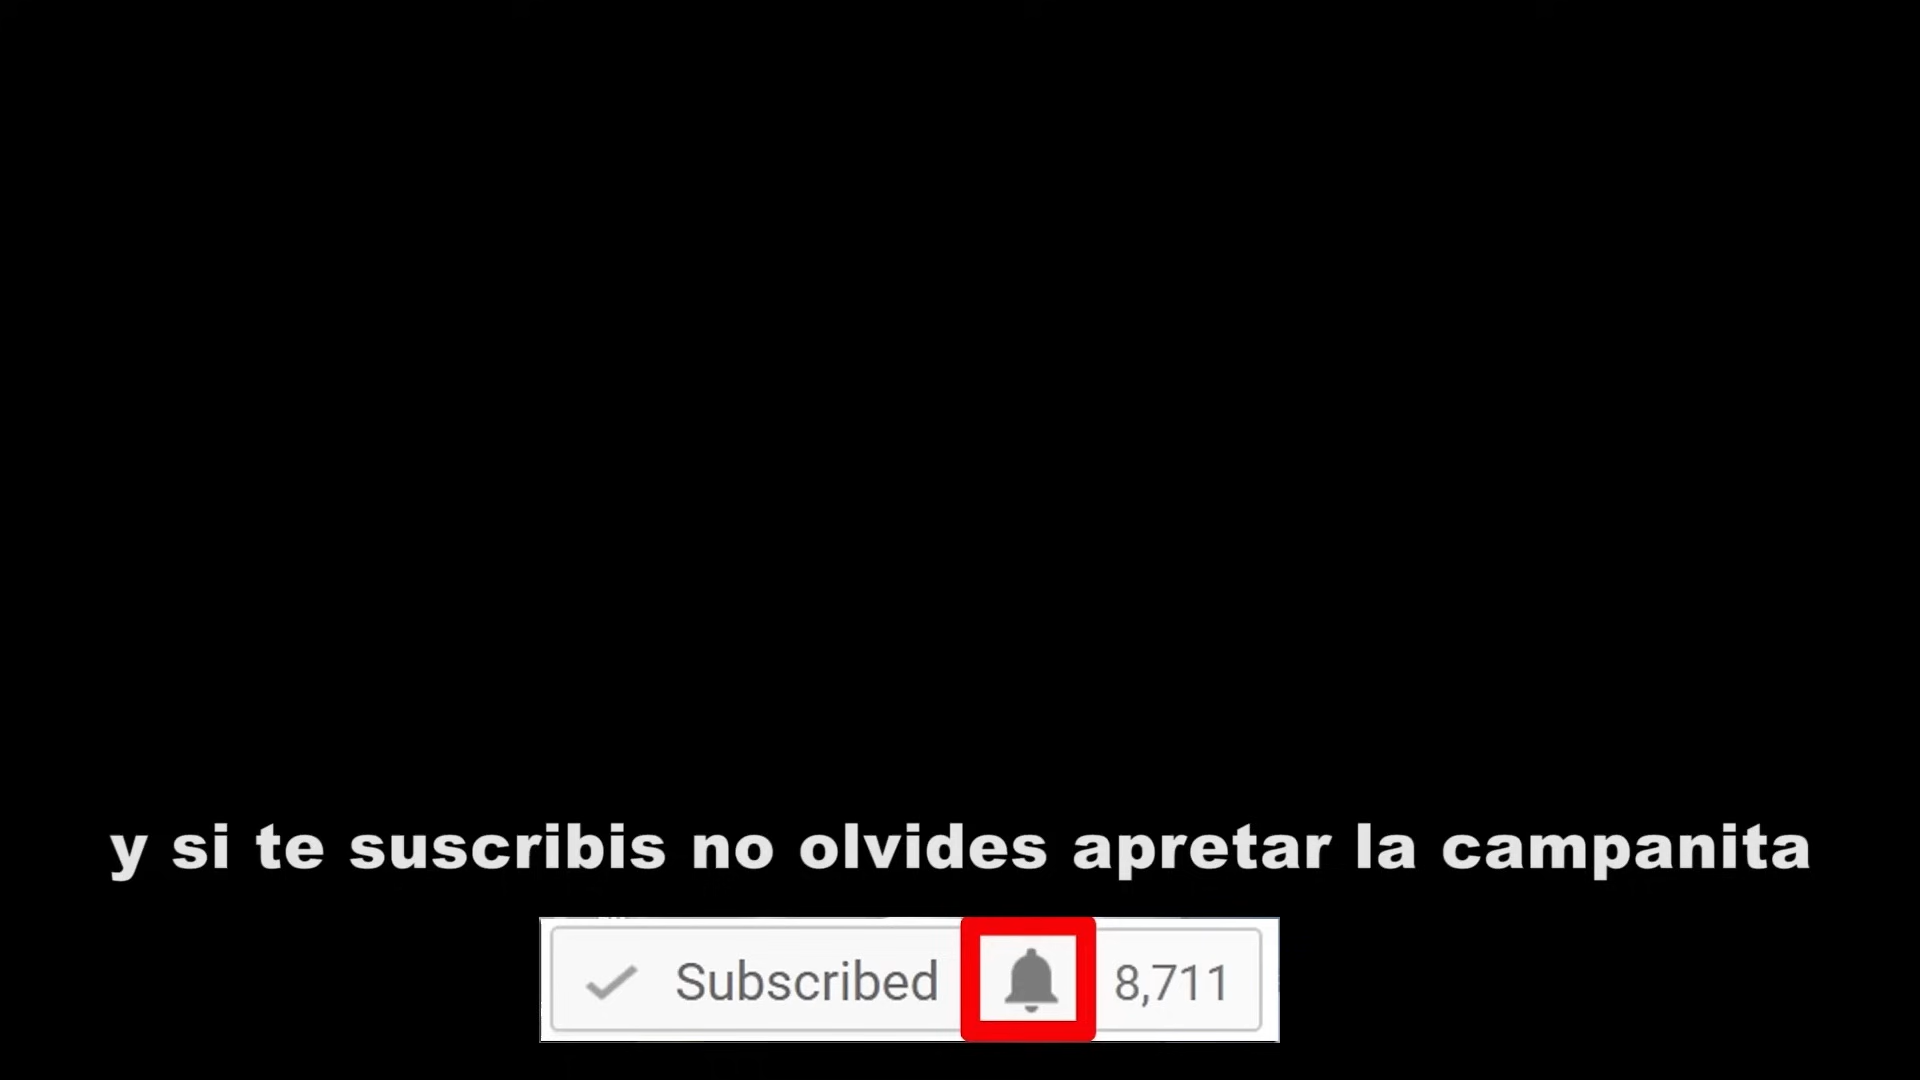 y si te suscribis no olvides apretar la campanita
Subscribed 8,711